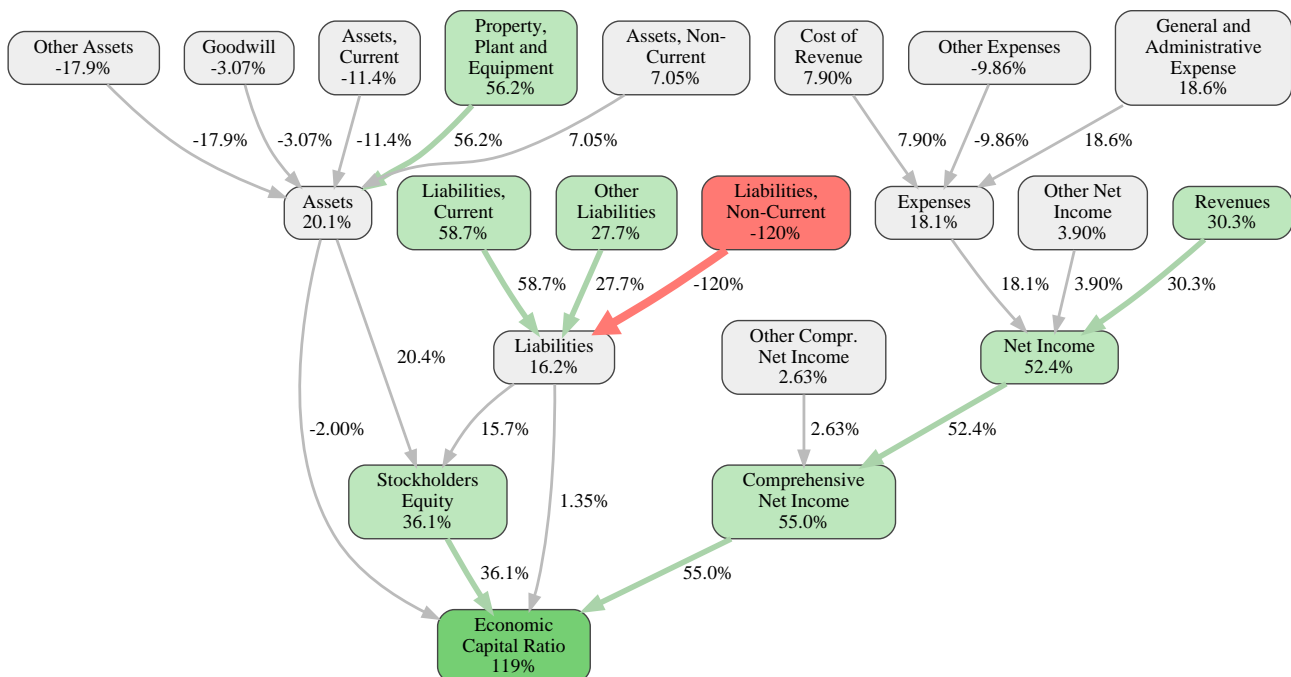 Other Assets
-17.9%
Goodwill
-3.07%
Assets,
Current
-11.4%
Property,
Plant and
Equipment
56.2%
Assets, Non-
Current
7.05%
Cost of
Revenue
7.90%
Other Expenses
-9.86%
General and
Administrative
Expense
18.6%
-17.9%
-3.07%
-11.4%
56.2%
7.05%
7.90%
-9.86%
18.6%
Assets
20.1%
Liabilities,
Current
58.7%
Other
Liabilities
27.7%
Liabilities,
Non-Current
-120%
Expenses
18.1%
Other Net
Income
3.90%
Revenues
30.3%
58.7%
27.7%
-120%
18.1%
3.90%
30.3%
20.4%
Liabilities
16.2%
Other Compr.
Net Income
2.63%
Net Income
52.4%
-2.00%
15.7%
2.63%
52.4%
Stockholders
Equity
36.1%
1.35%
Comprehensive
Net Income
55.0%
36.1%
55.0%
Economic
Capital Ratio
119%